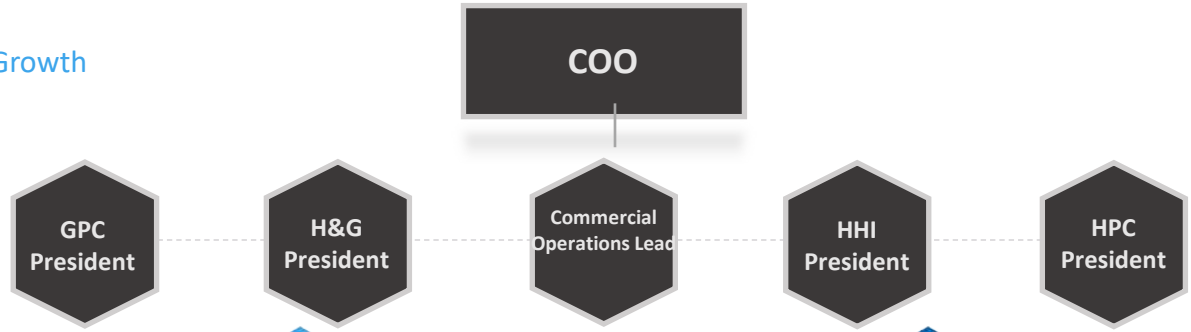 Growth
COO
GPC
President
H&G
President
Commercial
Operations Lead
HHI
President
HPC
President